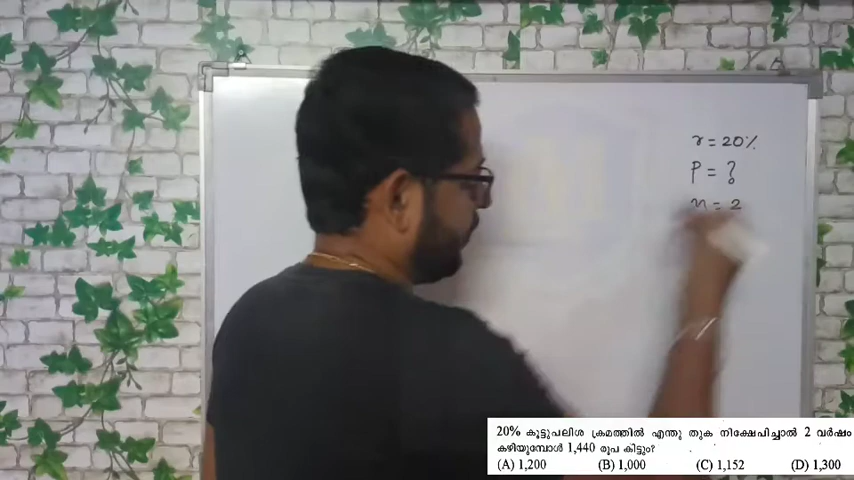 r = 20%
P = ?
n = 2
20% കൂട്ടുപലിശ ക്രമത്തിൽ എന്തു തുക നിക്ഷേപിച്ചാൽ 2 വർഷം
കഴിയുമ്പോൾ 1,440 രൂപ കിട്ടും?
(A) 1,200 (B) 1,000 (C) 1,152 (D) 1,300